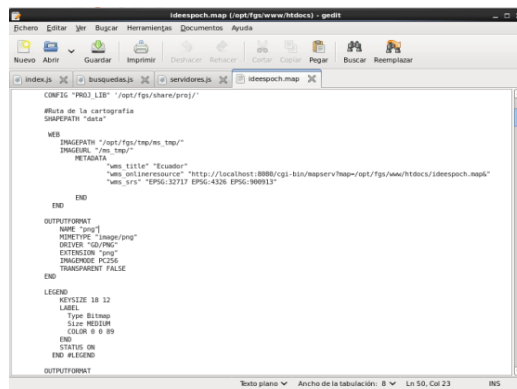 ideespoch.map (/opt/fgs/www/htdocs) - gedit
Fichero Editar Ver Buscar Herramientas Documentos Ayuda
Nuevo Abrir Guardar Imprimir Deshacer Rehacer Cortar Copiar Pegar Buscar Reemplazar
index.js busquedas.js servidores.js ideespoch.map
CONFIG "PROJ_LIB" '/opt/fgs/share/proj/'
#Ruta de la cartografia
SHAPEPATH "data"
WEB
IMAGEPATH "/opt/fgs/tmp/ms_tmp/"
IMAGEURL "/ms_tmp/"
METADATA
"wms_title" "Ecuador"
"wms_onlineresource" "http://localhost:8080/cgi-bin/mapserv?map=/opt/fgs/www/htdocs/ideespoch.map&"
"wms_srs" "EPSG:32717 EPSG:4326 EPSG:900913"
END
END
OUTPUTFORMAT
NAME "png"
MIMETYPE "image/png"
DRIVER "GD/PNG"
EXTENSION "png"
IMAGEMODE PC256
TRANSPARENT FALSE
END
LEGEND
KEYSIZE 18 12
LABEL
Type Bitmap
Size MEDIUM
COLOR 0 0 89
END
STATUS ON
END #LEGEND
OUTPUTFORMAT
Texto plano Ancho de la tabulación: 8 Ln 50, Col 23 INS